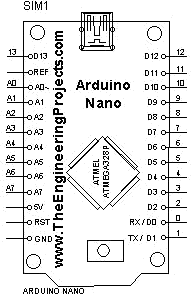 SIM1
Arduino
Nano
www.TheEngineeringProjects.com
ATMEL
ATMEGA328P
13 D13
REF
A0 A0~
A1 A1
A2 A2
A3 A3
A4 A4
A5 A5
A6 A6
A7 A7
5V
RST
GND
D12 12
D11 11
D10 10
D9 9
D8 8
D7 7
D6 6
D5 5
D4 4
D3 3
D2 2
RX/D0 0
TX/D1 1
ARDUINO NANO